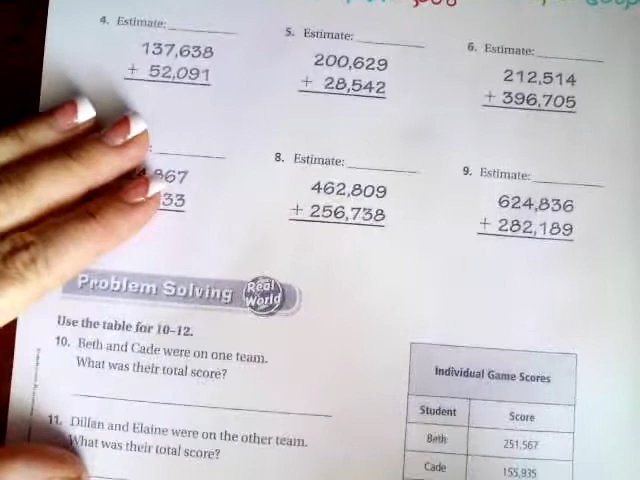 4. Estimate:
137,638
+ 52,091
5. Estimate:
200,629
+ 28,542
6. Estimate:
212,514
+ 396,705
867
33
8. Estimate:
462,809
+ 256,738
9. Estimate:
624,836
+ 282,189
Problem Solving Real World
Use the table for 10–12.
10. Beth and Cade were on one team.
What was their total score?
11. Dillan and Elaine were on the other team.
What was their total score?
Individual Game Scores
Student Score
Beth 251,567
Cade 155,935